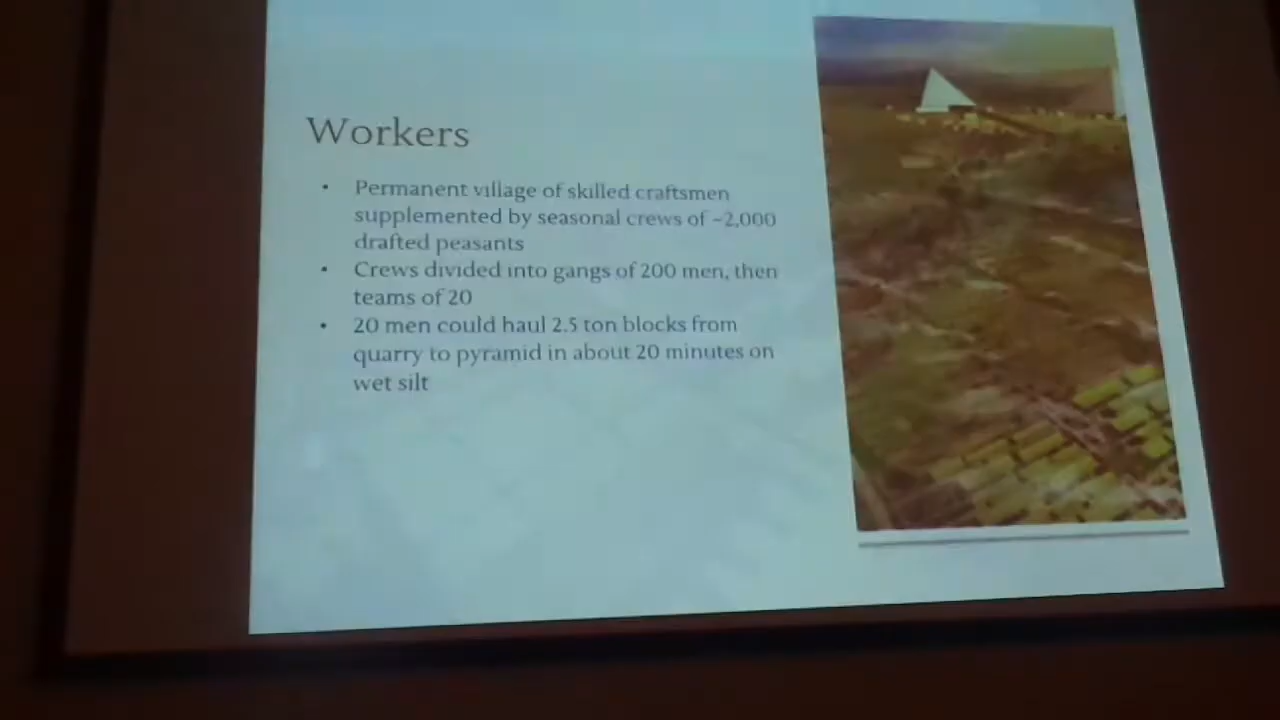 Workers
• Permanent village of skilled craftsmen
supplemented by seasonal crews of ~2,000
drafted peasants
• Crews divided into gangs of 200 men, then
teams of 20
• 20 men could haul 2.5 ton blocks from
quarry to pyramid in about 20 minutes on
wet silt